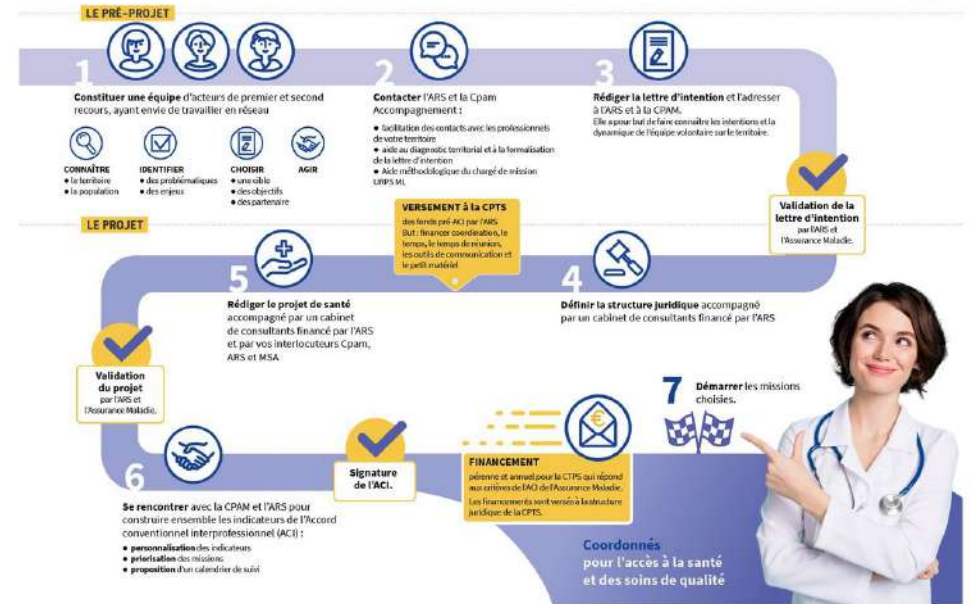 LE PRÉ-PROJET
1
Constituer une équipe d'acteurs de premier et second
recours, ayant envie de travailler en réseau
CONNAÎTRE
● le territoire
● la population
IDENTIFIER
● des problématiques
● des enjeux
CHOISIR
● une cible
● des objectifs
● des partenaire
AGIR
2
Contacter l'ARS et la Cpam
Accompagnement :
● facilitation des contacts avec les professionnels
de votre territoire
● aide au diagnostic territorial et à la formalisation
de la lettre d'intention
● Aide méthodologique du chargé de mission
URPS ML
3
Rédiger la lettre d'intention et l'adresser
à l'ARS et à la CPAM.
Elle a pour but de faire connaître les intentions et la
dynamique de l'équipe volontaire sur le territoire.
Validation de la
lettre d'intention
par l'ARS et
l'Assurance Maladie.
LE PROJET
VERSEMENT à la CPTS
des fonds pré-ACI par l'ARS
But : financer coordination, le
temps, le temps de réunion,
les outils de communication et
le petit matériel
4
Définir la structure juridique accompagné
par un cabinet de consultants financé par l'ARS
5
Rédiger le projet de santé
accompagné par un cabinet
de consultants financé par l'ARS
et par vos interlocuteurs Cpam,
ARS et MSA
Validation
du projet
par l'ARS et
l'Assurance Maladie.
6
Se rencontrer avec la CPAM et l'ARS pour
construire ensemble les indicateurs de l'Accord
conventionnel interprofessionnel (ACI) :
● personnalisation des indicateurs
● priorisation des missions
● proposition d'un calendrier de suivi
Signature
de l'ACI.
FINANCEMENT
pérenne et annuel pour la CTPS qui répond
aux critères de l'ACI de l'Assurance Maladie.
Les financements sont versés à la structure
juridique de la CPTS.
7
Démarrer les missions
choisies.
Coordonnés
pour l'accès à la santé
et des soins de qualité